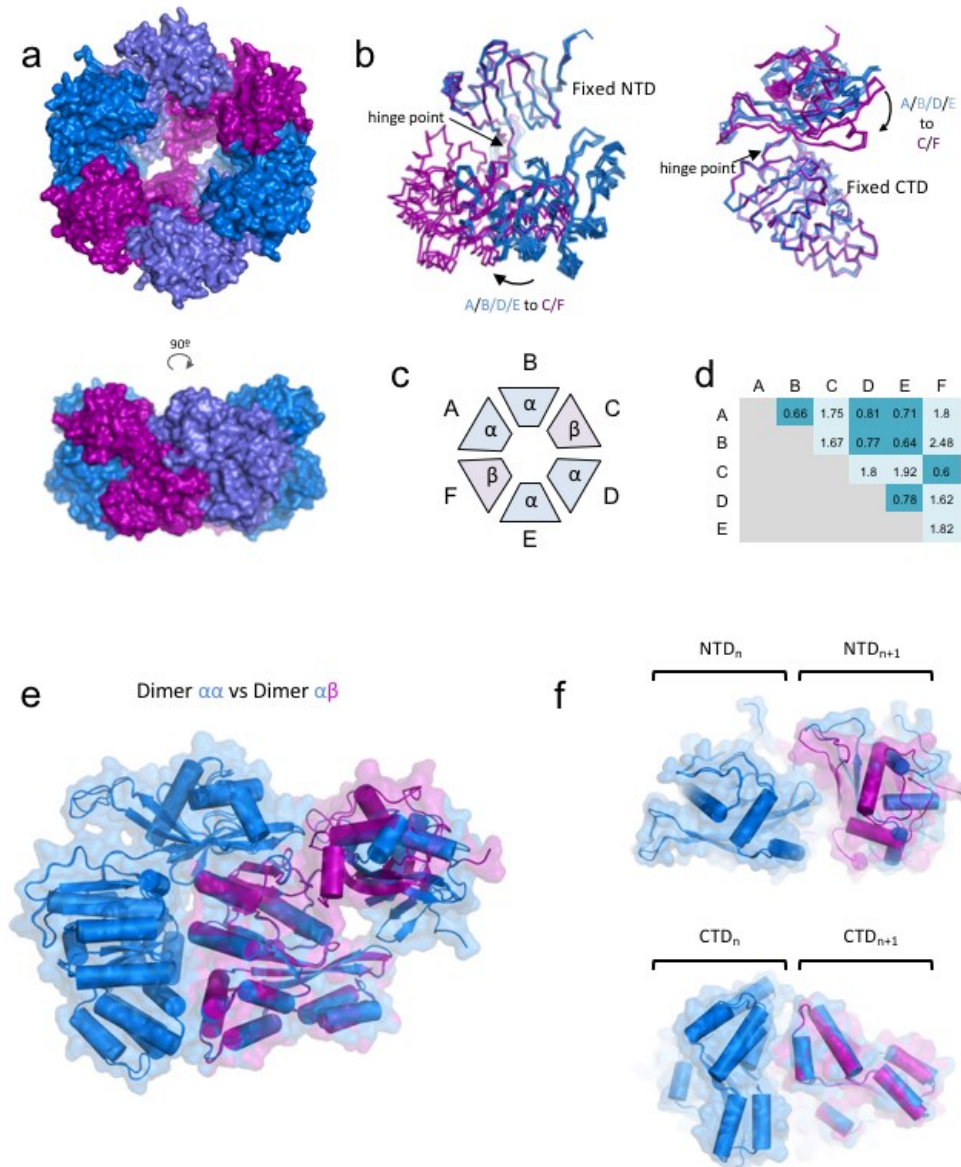 a
90º
b
Fixed NTD
hinge point
A/B/D/E to C/F
A/B/D/E
to
C/F
hinge point
Fixed CTD
c
B
A
C
α
α
β
β
α
α
F
D
E
d
A B C D E F
A 0.66 1.75 0.81 0.71 1.8
B 1.67 0.77 0.64 2.48
C 1.8 1.92 0.6
D 0.78 1.62
E 1.82
e
Dimer αα vs Dimer αβ
f
NTDn NTDn+1
CTDn CTDn+1